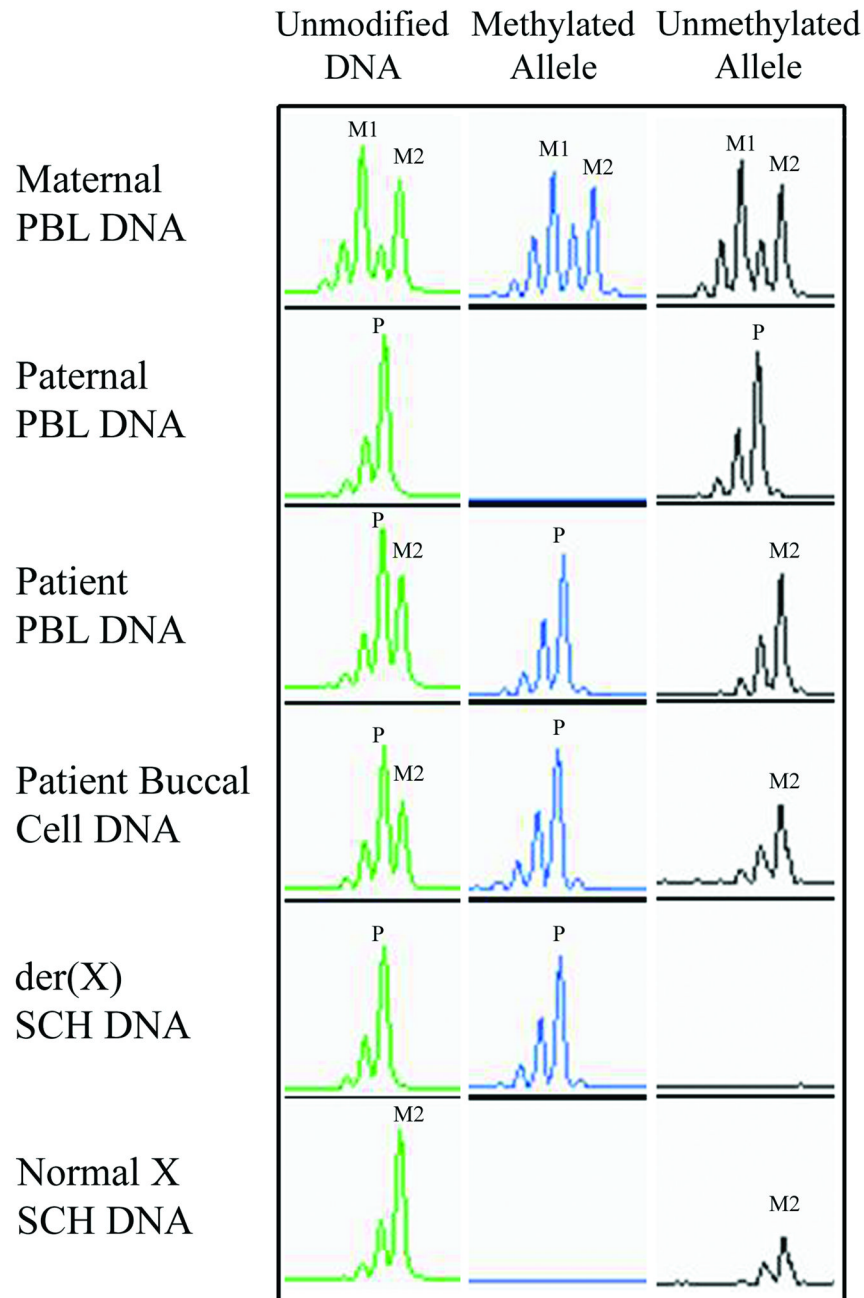 Unmodified DNA
Methylated Allele
Unmethylated Allele
Maternal PBL DNA
M1 M2 M1 M2 M1 M2
Paternal PBL DNA
P P
Patient PBL DNA
P M2 P M2
Patient Buccal Cell DNA
P M2 P M2
der(X) SCH DNA
P P
Normal X SCH DNA
M2 M2